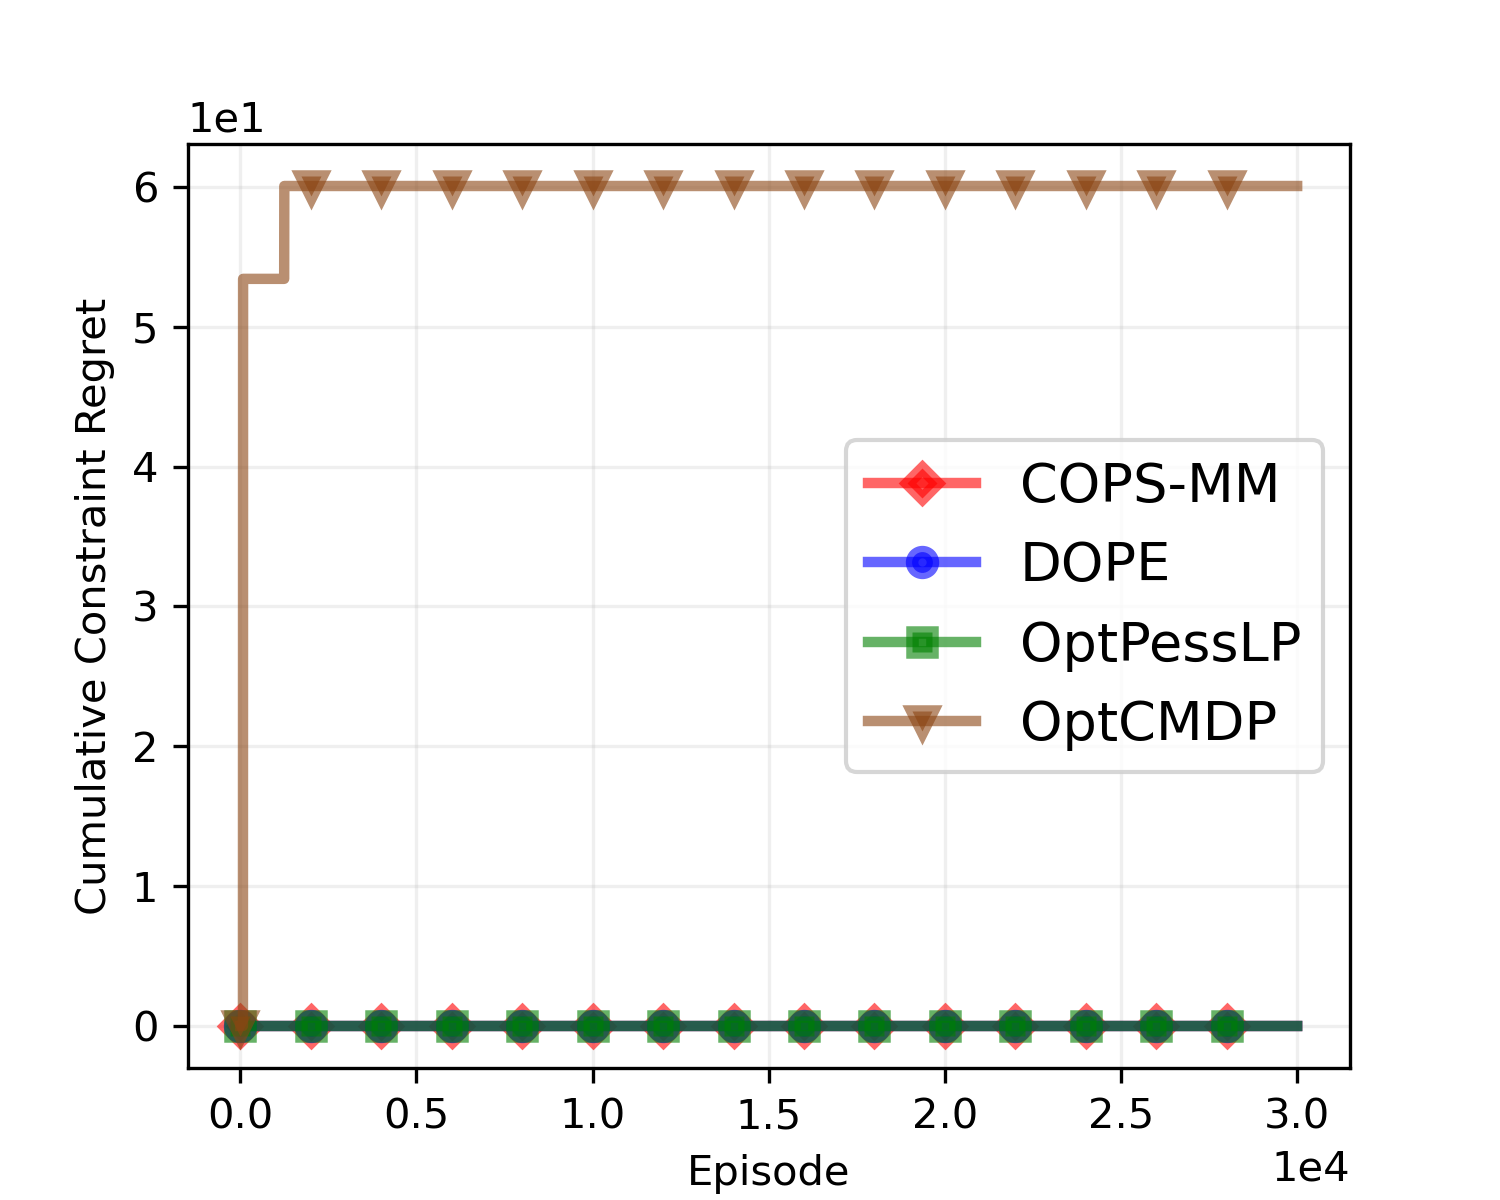 1e1
6
5
4
3
2
1
0
Cumulative Constraint Regret
COPS-MM
DOPE
OptPessLP
OptCMDP
0.0 0.5 1.0 1.5 2.0 2.5 3.0
1e4
Episode